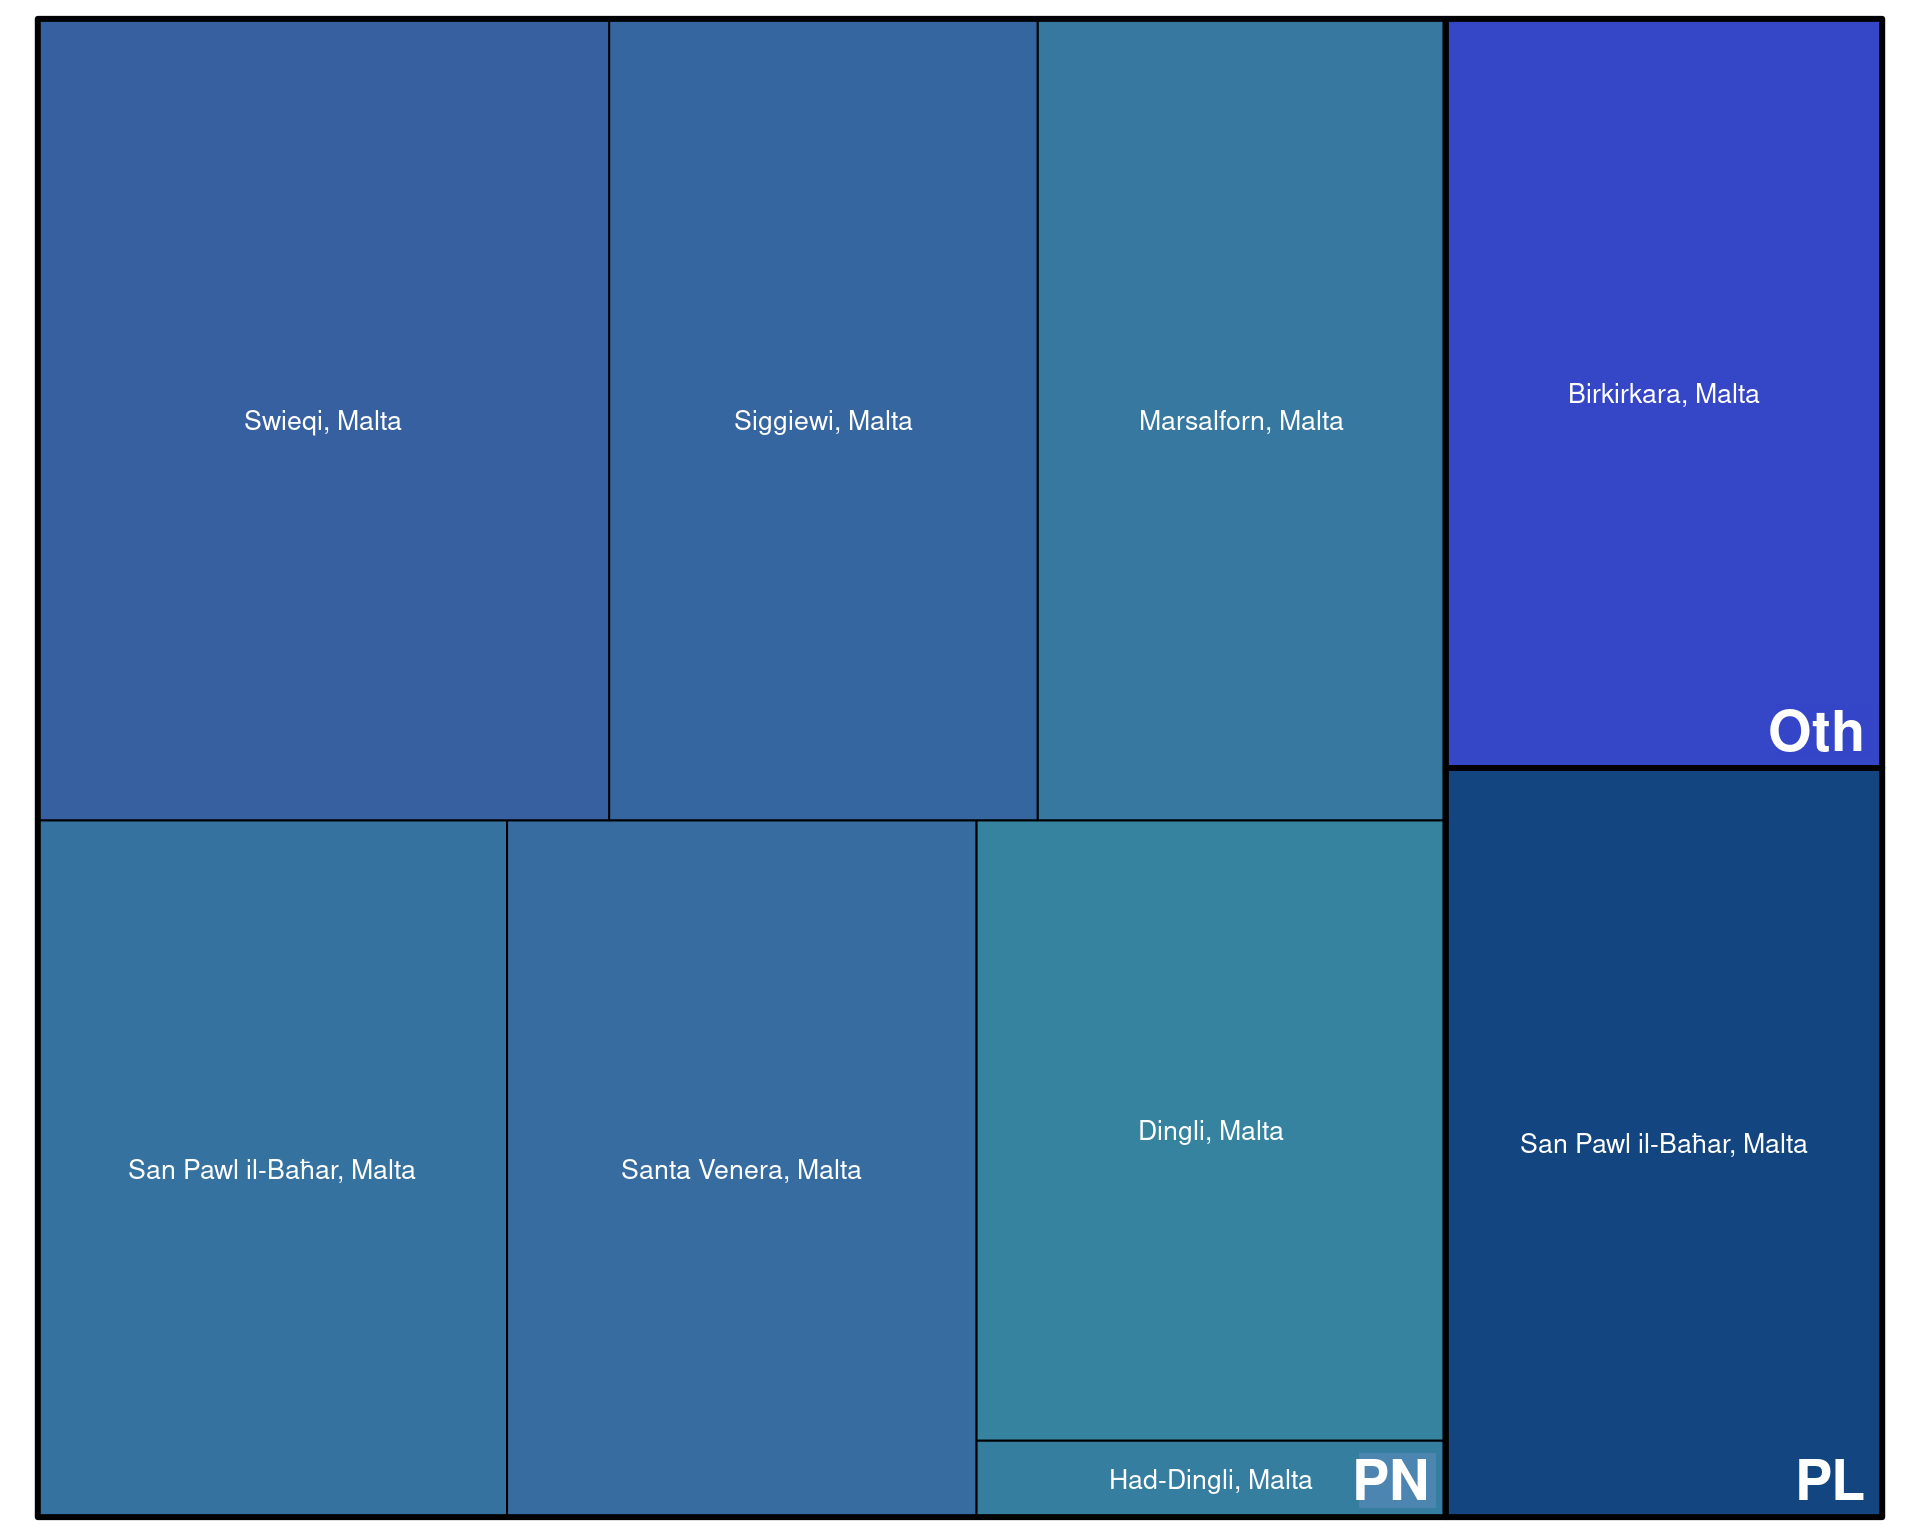 Swieqi, Malta
Siggiewi, Malta
Marsalforn, Malta
Birkirkara, Malta
Oth
San Pawl il-Baħar, Malta
Santa Venera, Malta
Dingli, Malta
Had-Dingli, Malta
PN
San Pawl il-Baħar, Malta
PL